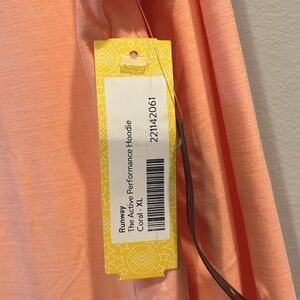 Runway
The Active Performance Hoodie
Coral - XL
221142061